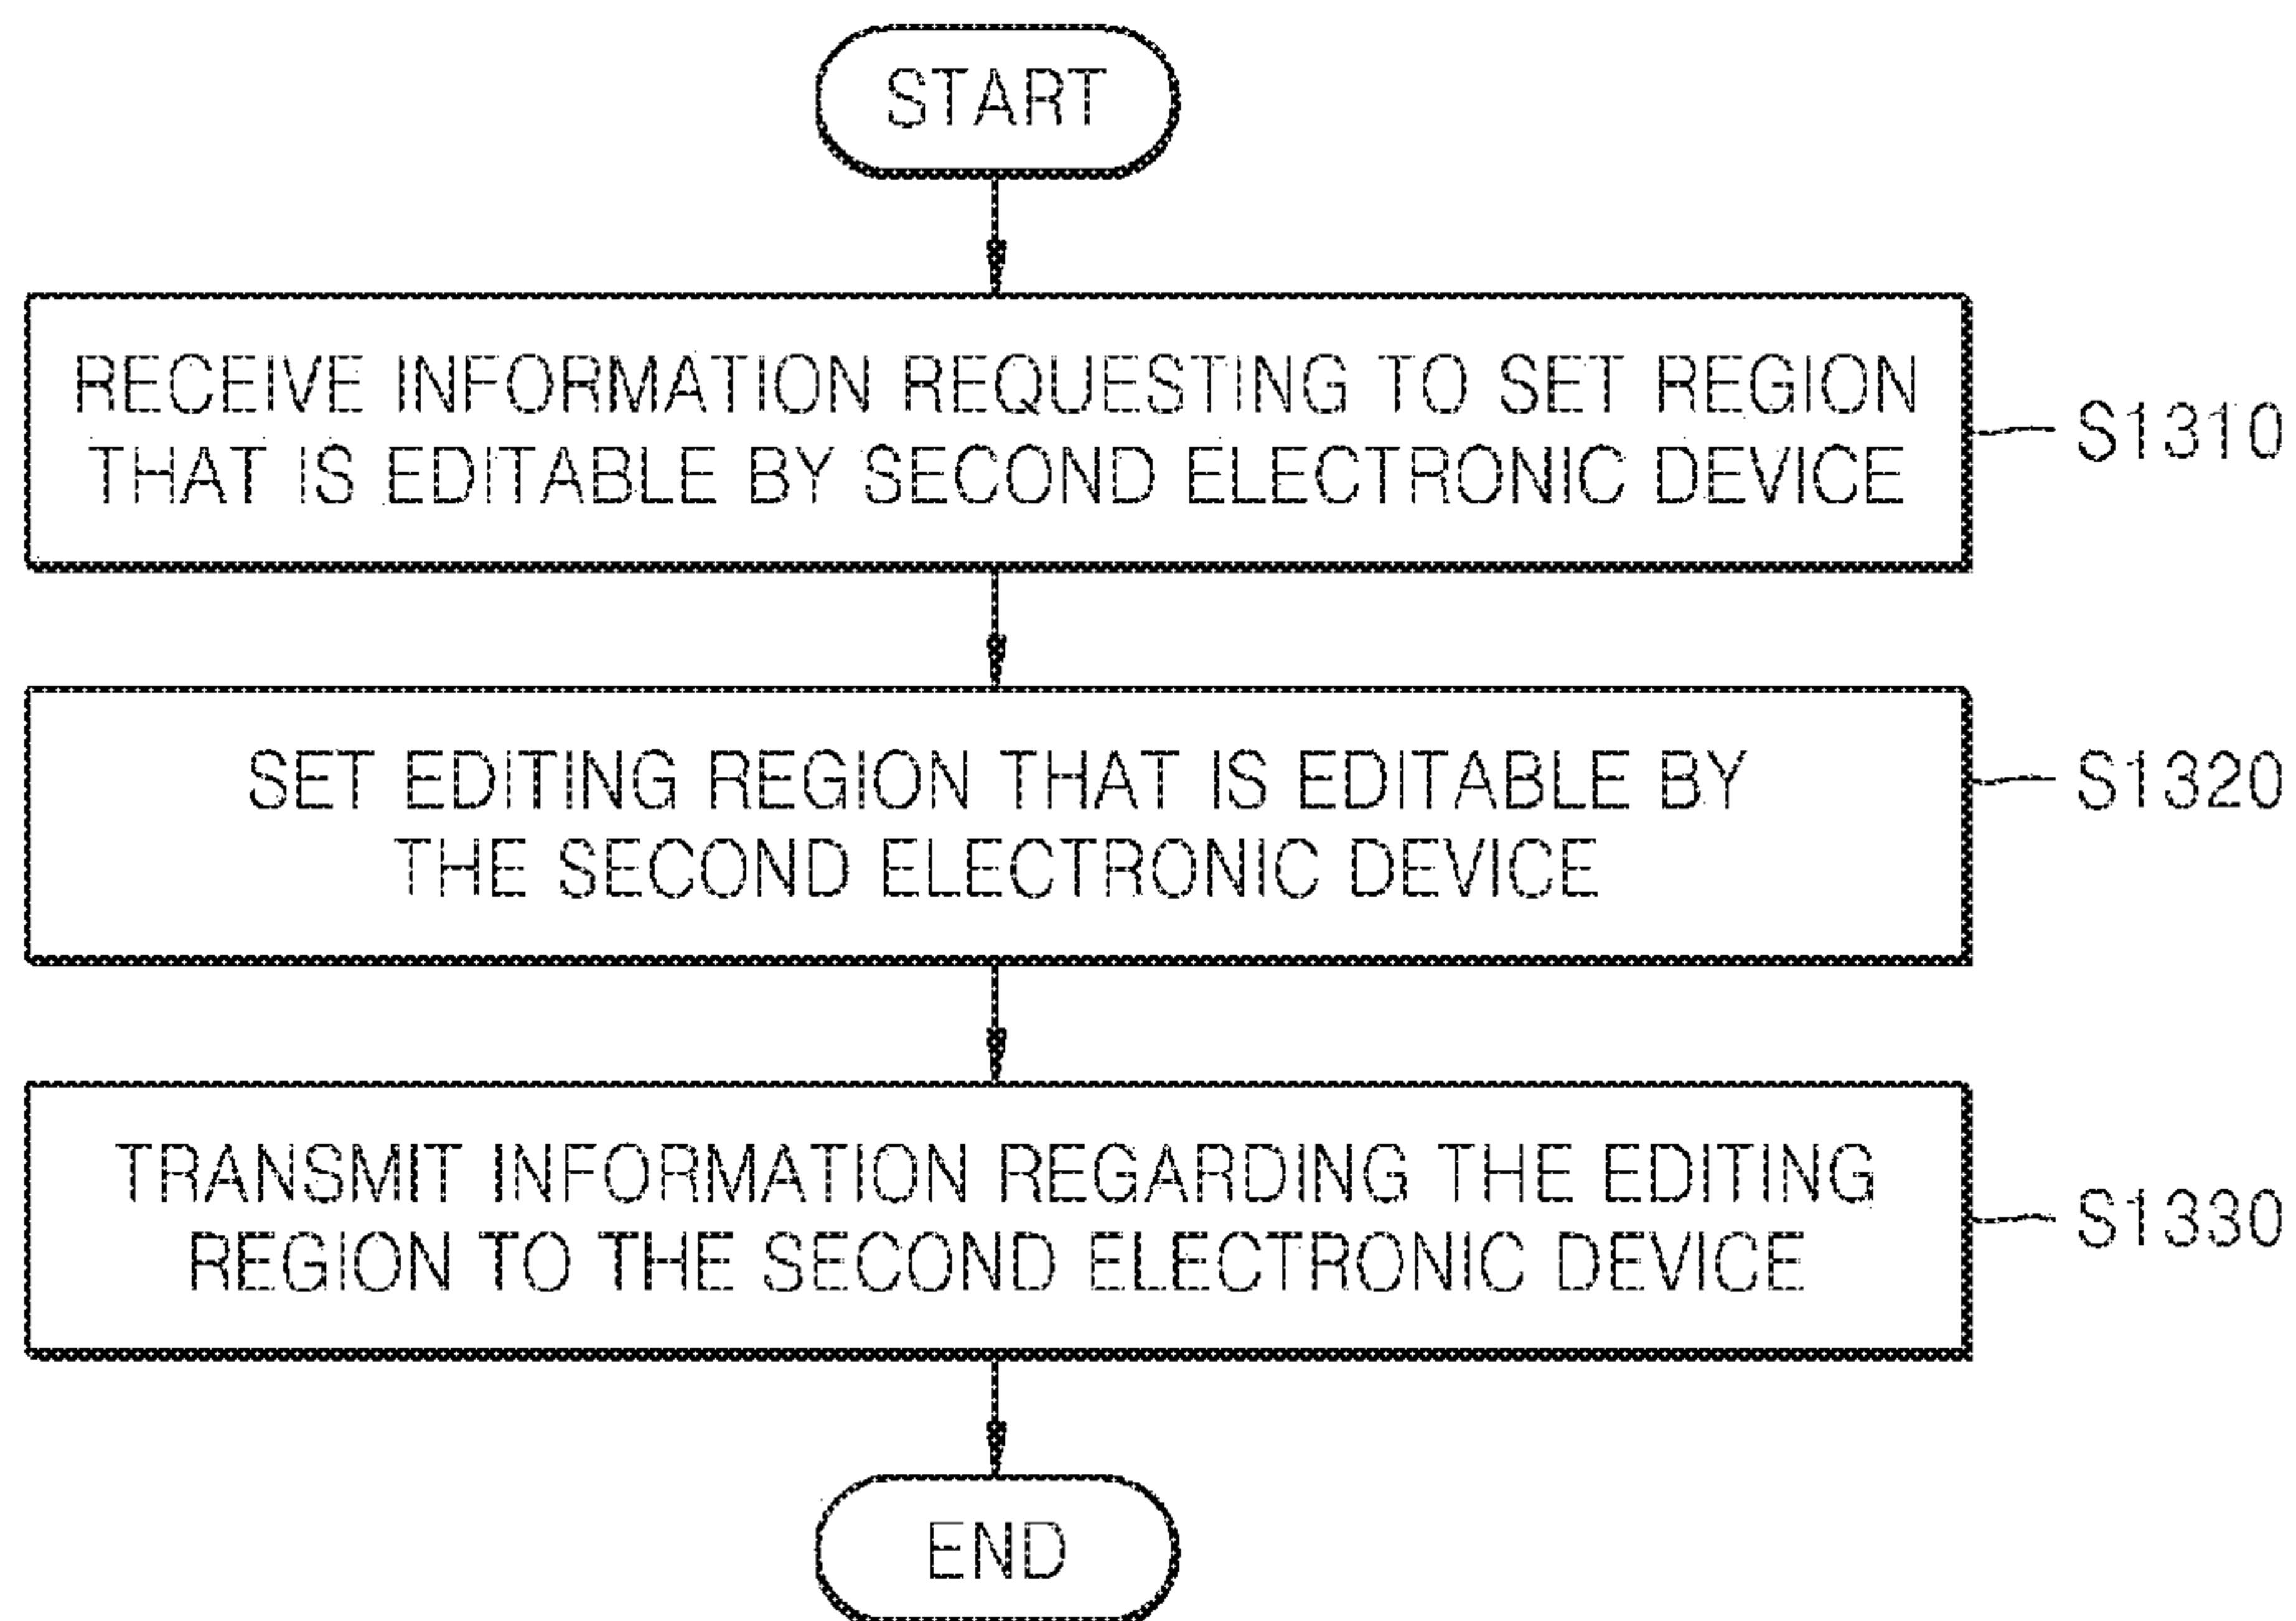 START
RECEIVE INFORMATION REQUESTING TO SET REGION
THAT IS EDITABLE BY SECOND ELECTRONIC DEVICE
S1310
SET EDITING REGION THAT IS EDITABLE BY
THE SECOND ELECTRONIC DEVICE
S1320
TRANSMIT INFORMATION REGARDING THE EDITING
REGION TO THE SECOND ELECTRONIC DEVICE
S1330
END